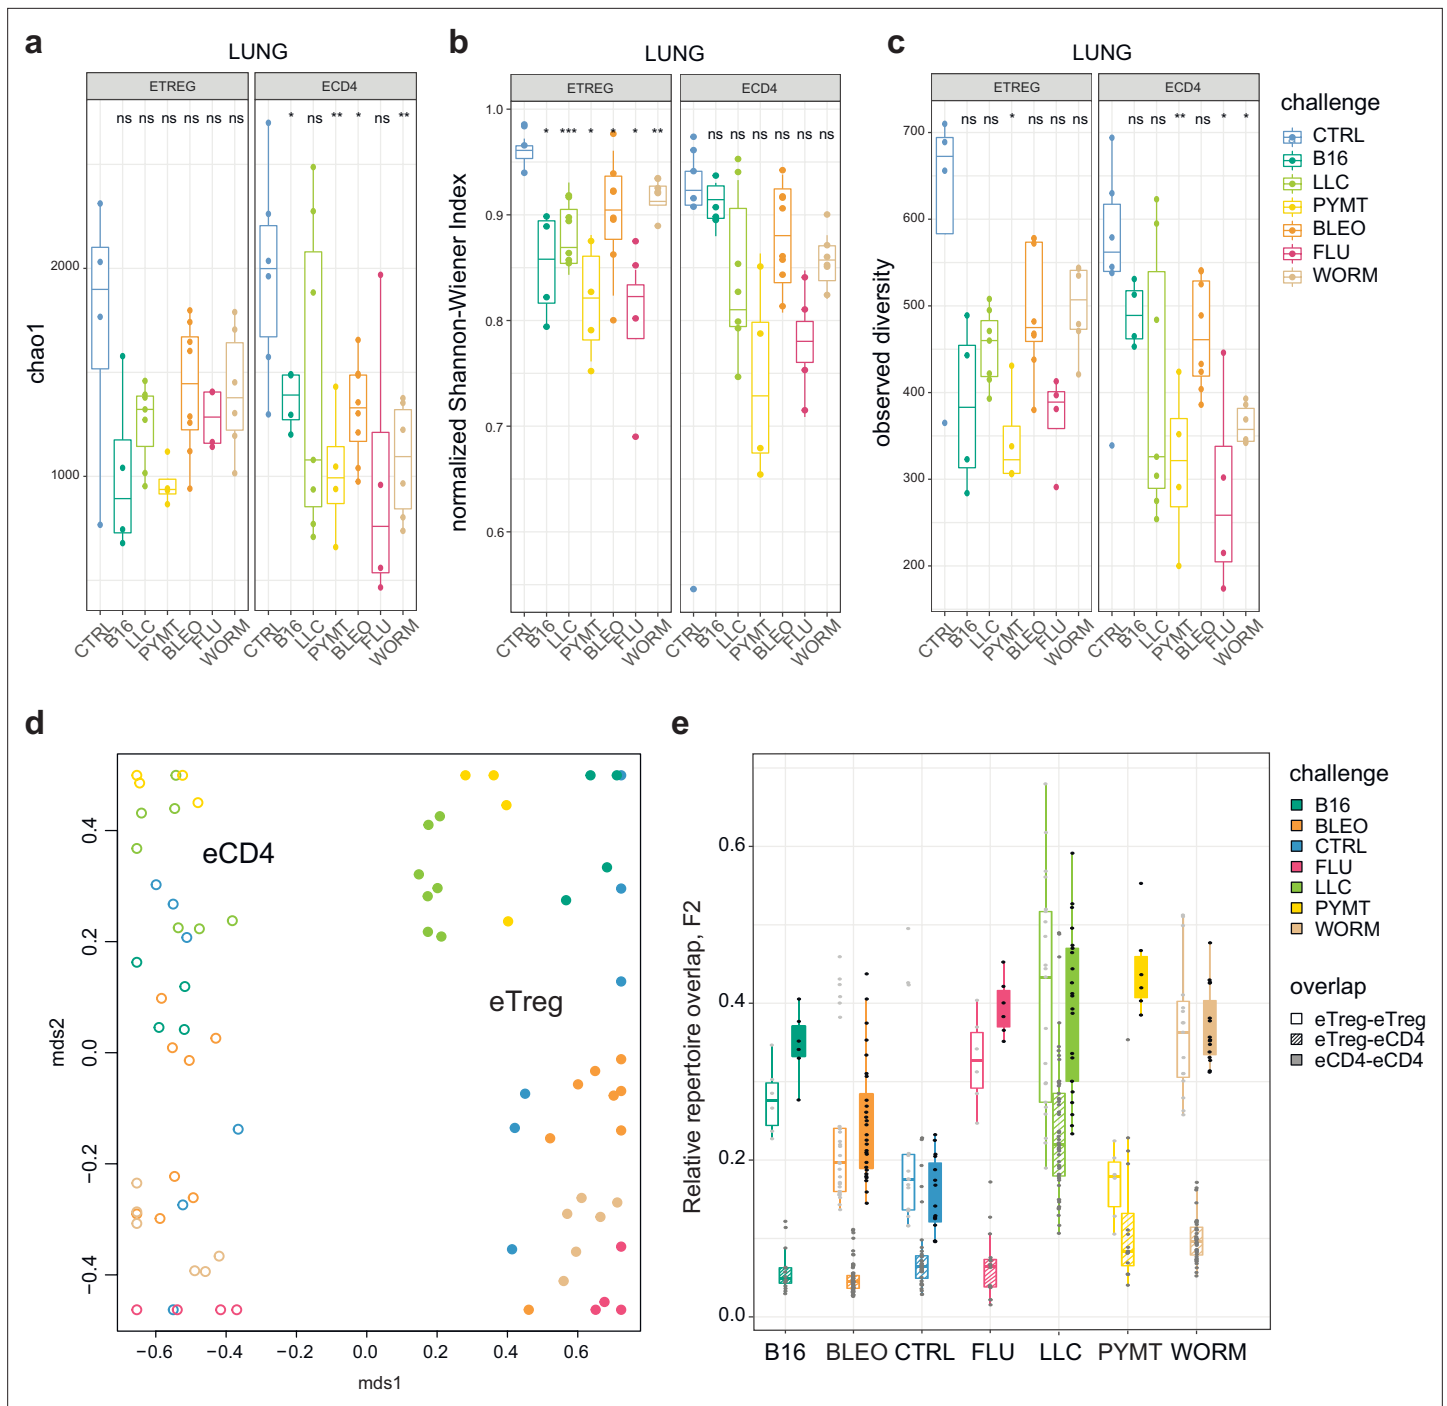 a
LUNG
ETREG
ECD4
ns ns ns ns ns ns
* ns ** * ns **
chao1
2000
1000
CTRL B16 LLC PYMT BLEO FLU WORM
CTRL B16 LLC PYMT BLEO FLU WORM
b
LUNG
ETREG
ECD4
* *** * * * **
ns ns ns ns ns ns
normalized Shannon-Wiener Index
1.0
0.9
0.8
0.7
0.6
CTRL B16 LLC PYMT BLEO FLU WORM
CTRL B16 LLC PYMT BLEO FLU WORM
c
LUNG
ETREG
ECD4
ns ns * ns ns ns
ns ns ** ns * *
observed diversity
700
600
500
400
300
200
CTRL B16 LLC PYMT BLEO FLU WORM
CTRL B16 LLC PYMT BLEO FLU WORM
challenge
CTRL
B16
LLC
PYMT
BLEO
FLU
WORM
d
eCD4
eTreg
mds2
0.4
0.2
0.0
−0.2
−0.4
−0.6 −0.4 −0.2 0.0 0.2 0.4 0.6
mds1
e
Relative repertoire overlap, F2
0.6
0.4
0.2
0.0
B16 BLEO CTRL FLU LLC PYMT WORM
challenge
B16
BLEO
CTRL
FLU
LLC
PYMT
WORM
overlap
eTreg-eTreg
eTreg-eCD4
eCD4-eCD4